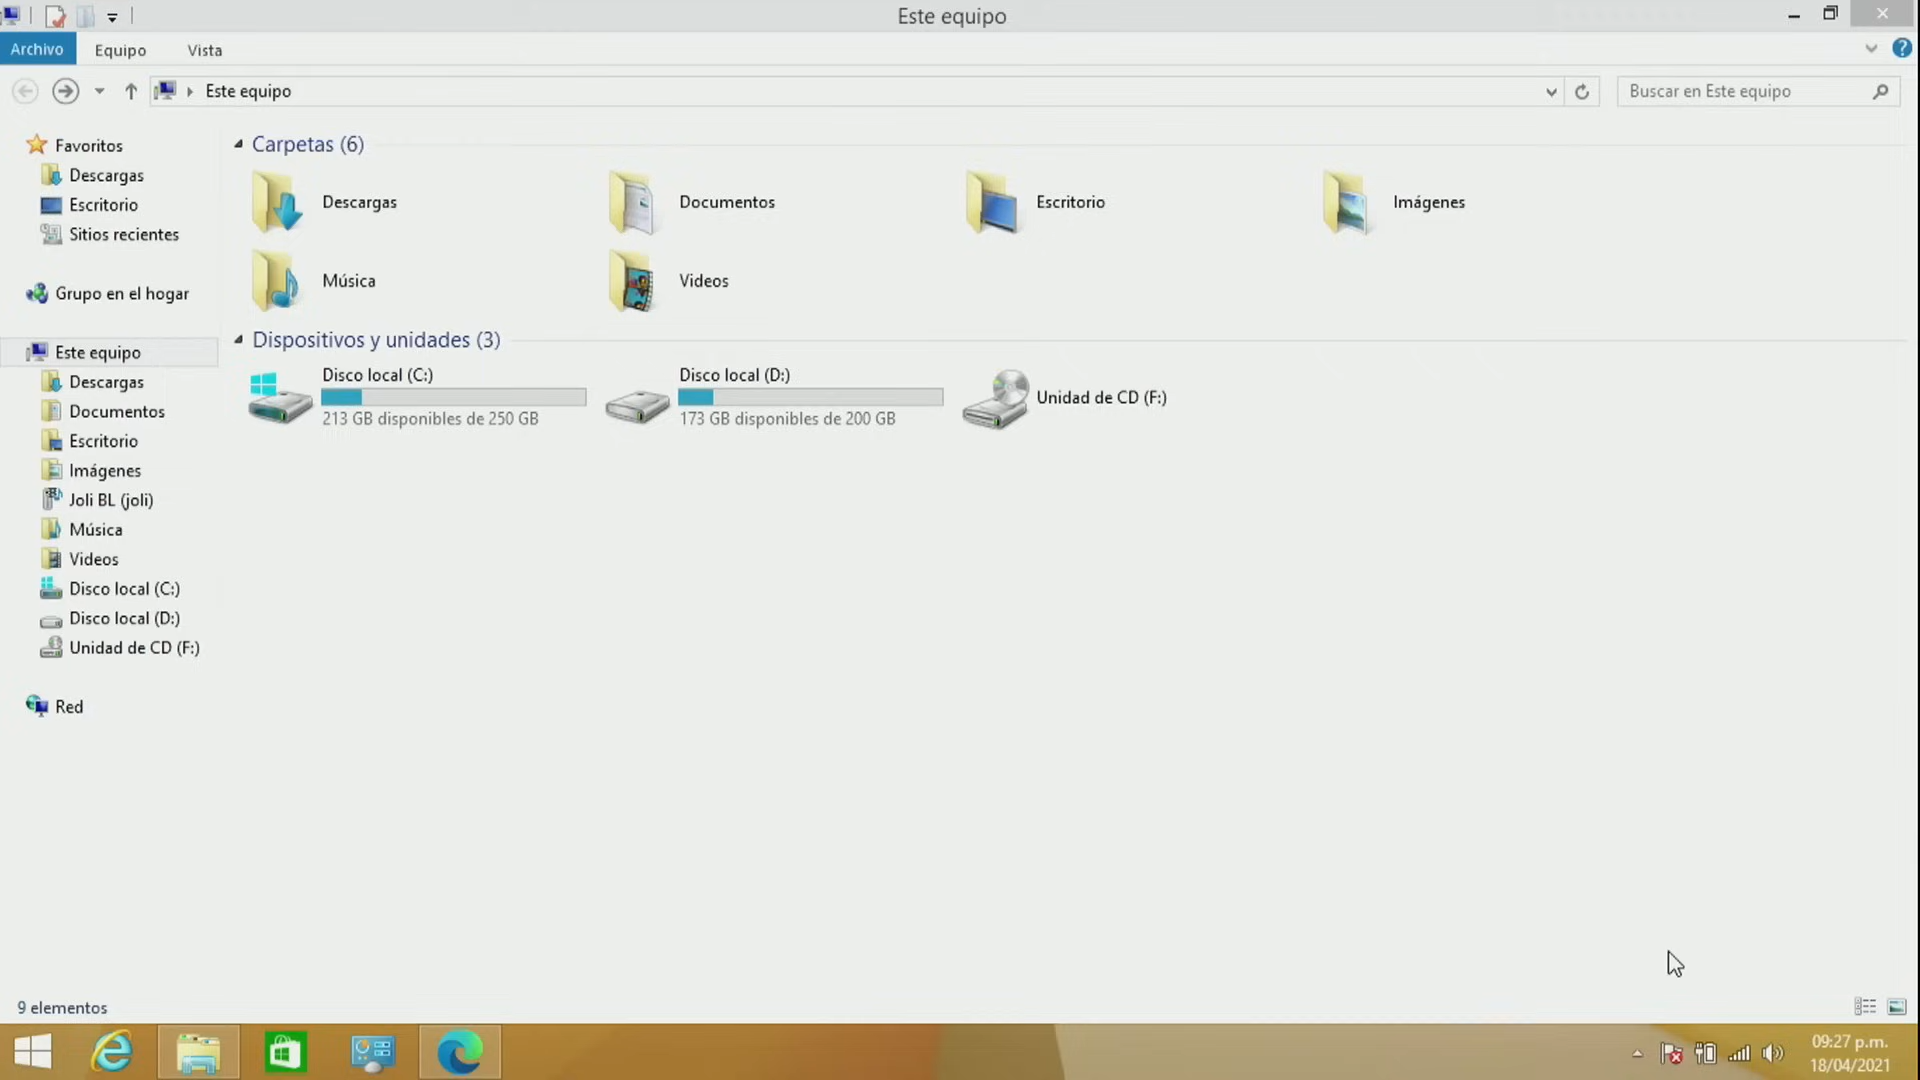 Este equipo
Archivo Equipo Vista
Este equipo
Buscar en Este equipo
Favoritos
Descargas
Escritorio
Sitios recientes
Grupo en el hogar
Este equipo
Descargas
Documentos
Escritorio
Imágenes
Joli BL (joli)
Música
Videos
Disco local (C:)
Disco local (D:)
Unidad de CD (F:)
Red
Carpetas (6)
Descargas Documentos Escritorio Imágenes
Música Videos
Dispositivos y unidades (3)
Disco local (C:)
213 GB disponibles de 250 GB
Disco local (D:)
173 GB disponibles de 200 GB
Unidad de CD (F:)
9 elementos
09:27 p.m.
18/04/2021